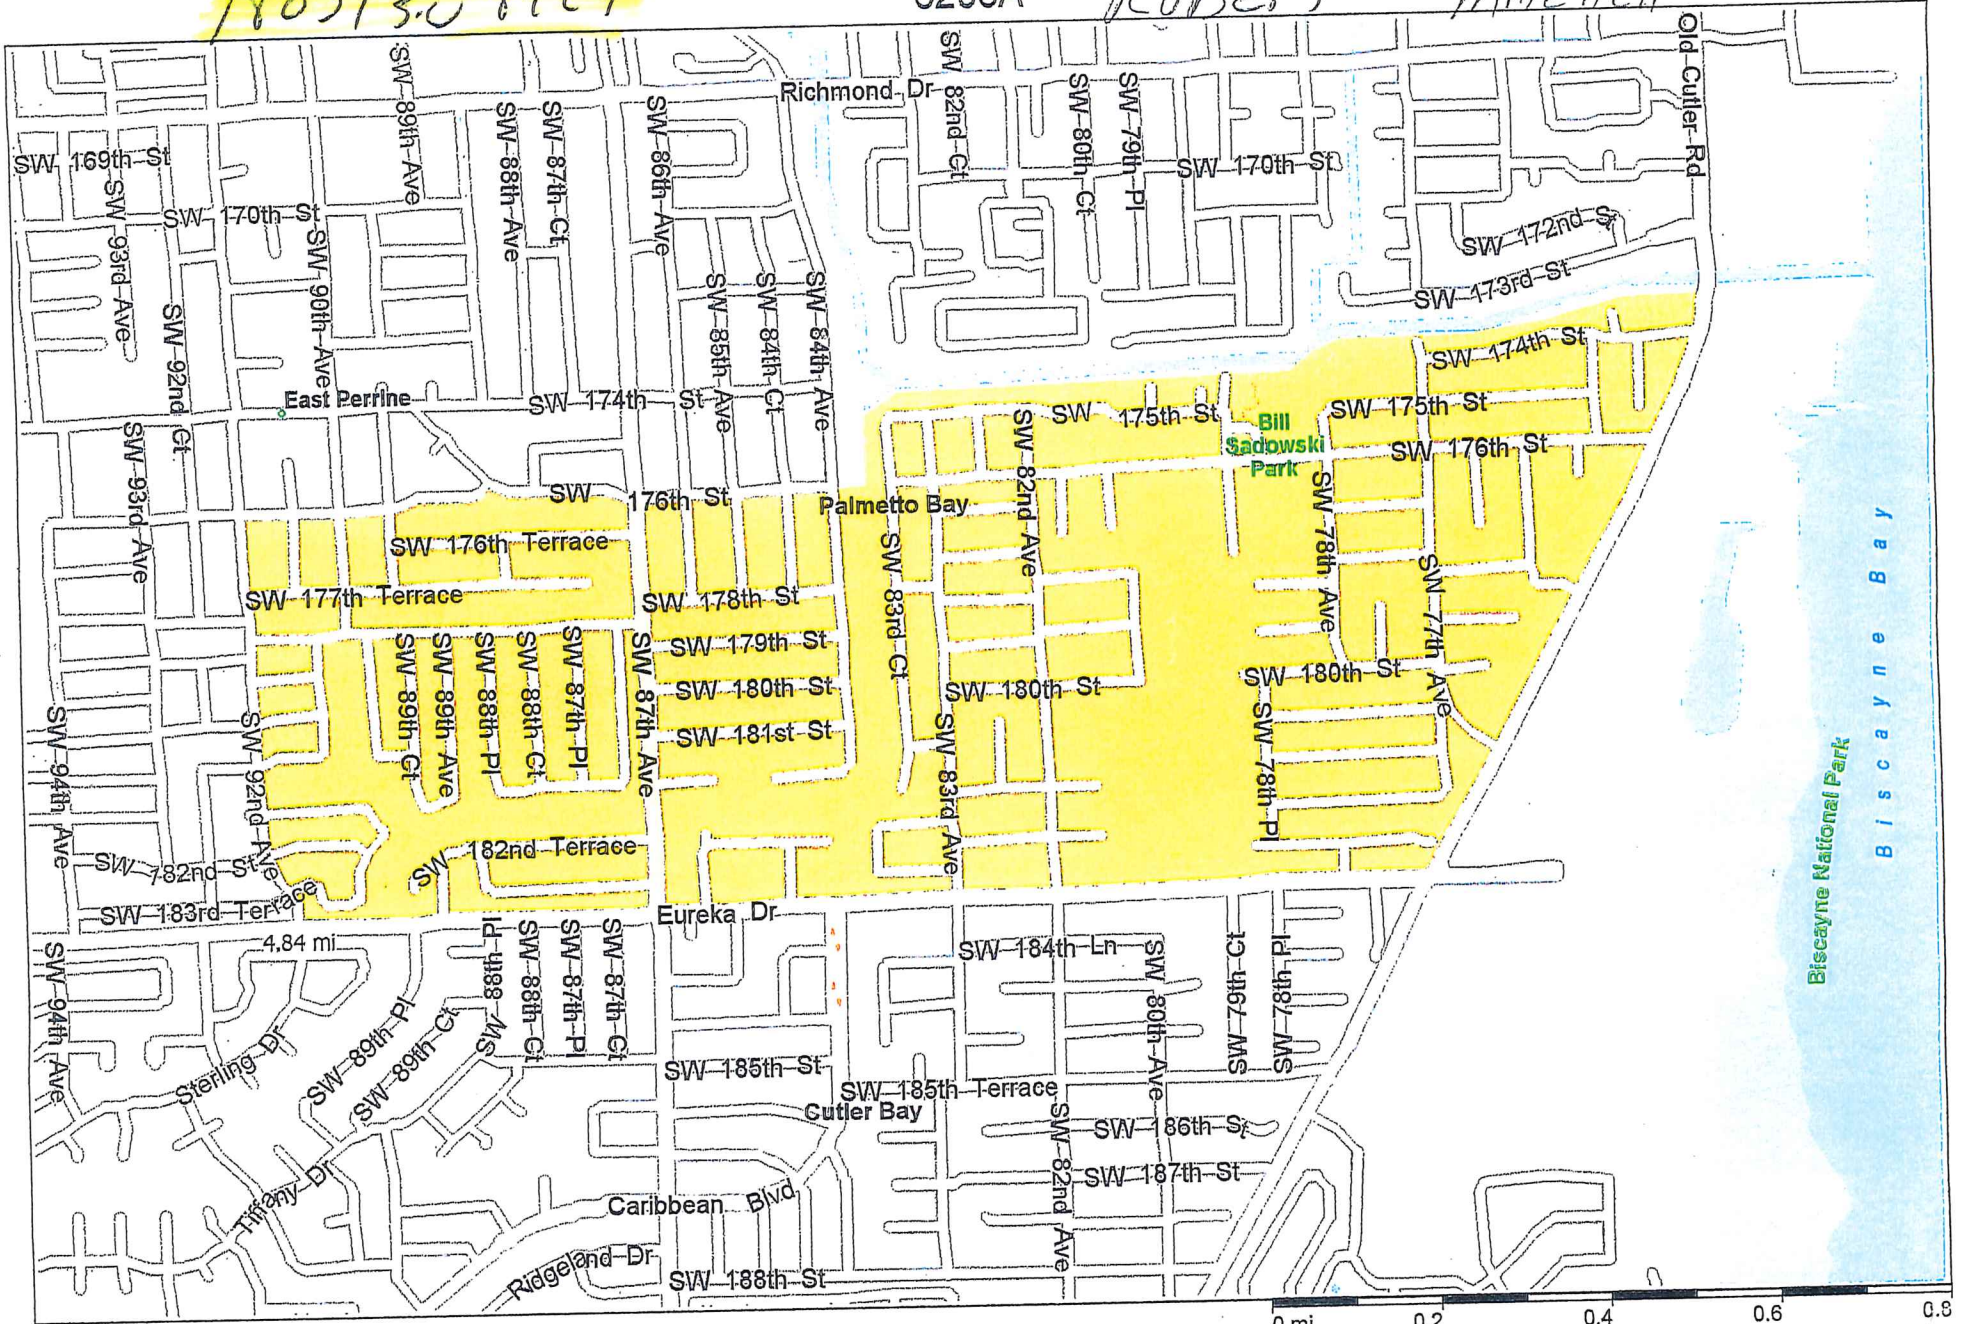 Richmond Dr
SW 82nd Ct
SW 80th Ct
SW 79th Pl
SW 170th St
Old Cutler Rd
SW 89th Ave
SW 88th Ave
SW 87th Ct
SW 86th Ave
SW 169th St
SW 93rd Ave
SW 170th St
SW 90th Ave
SW 172nd St
SW 173rd St
SW 92nd Ct
SW 85th Ave
SW 84th Ct
SW 84th Ave
SW 174th St
East Perrine
SW 174th St
SW 175th St
SW 175th St
Bill
Sadowski
Park
SW 176th St
SW 93rd Ave
SW 82nd Ave
SW 176th St
Palmetto Bay
SW 176th Terrace
SW 83rd Ct
SW 78th Ave
SW 77th Ave
SW 177th Terrace
SW 178th St
SW 179th St
SW 89th Ct
SW 89th Ave
SW 88th Pl
SW 88th Ct
SW 87th Pl
SW 87th Ave
SW 180th St
SW 180th St
SW 180th St
SW 181st St
SW 94th Ave
SW 92nd Ave
SW 83rd Ave
SW 78th Pl
Biscayne National Park
Biscayne Bay
SW 182nd St
SW 182nd Terrace
SW 183rd Terrace
Eureka Dr
4.84 mi
SW 94th Ave
SW 88th Pl
SW 88th Ct
SW 87th Pl
SW 87th Ct
SW 184th Ln
SW 80th Ave
SW 79th Ct
SW 78th Pl
Sterling Dr
SW 89th Pl
SW 89th Ct
SW 185th St
SW 185th Terrace
Cutler Bay
SW 82nd Ave
SW 186th St
SW 187th St
Tiffany Dr
Caribbean Blvd
Ridgeland Dr
SW 188th St
0 mi 0.2 0.4 0.6 0.8